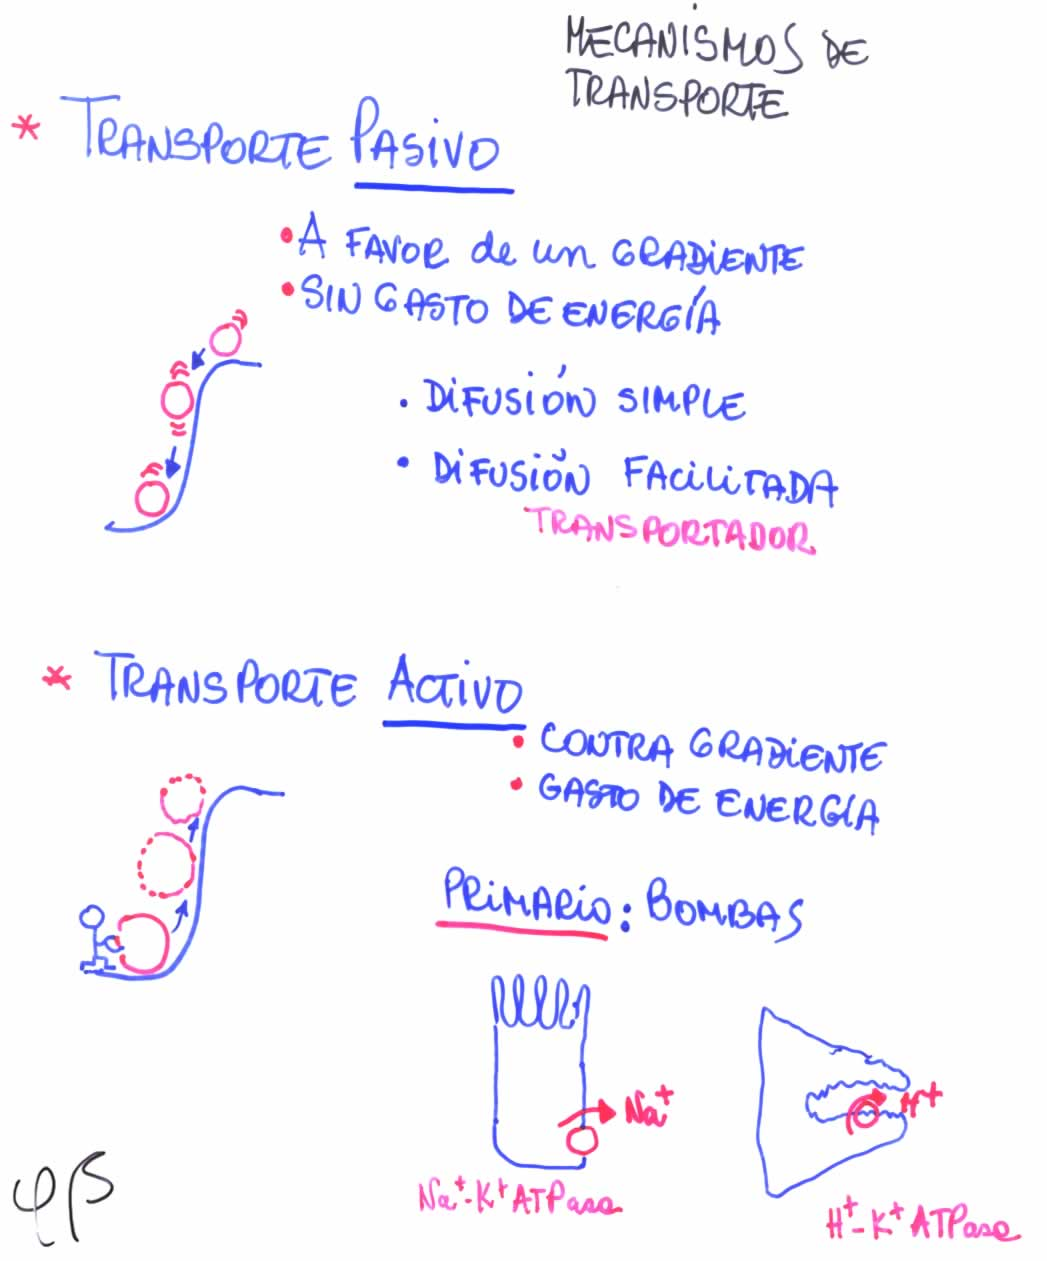 MECANISMOS DE
TRANSPORTE
* TRANSPORTE PASIVO
• A FAVOR de un GRADIENTE
• SIN GASTO DE ENERGÍA
• DIFUSIÓN SIMPLE
• DIFUSIÓN FACILITADA
TRANSPORTADOR
* TRANSPORTE ACTIVO
• CONTRA GRADIENTE
• GASTO DE ENERGÍA
PRIMARIO: BOMBAS
Na⁺
H⁺
Na⁺-K⁺ATPasa
H⁺-K⁺ATPasa
φβ